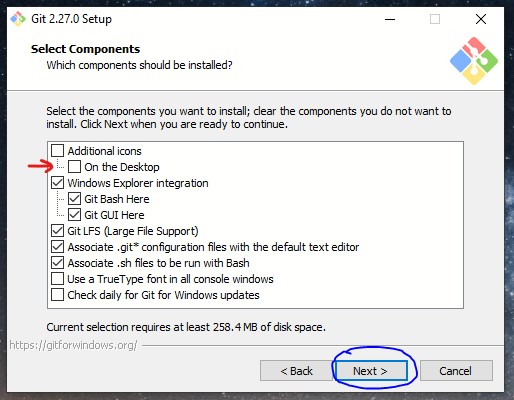 Git 2.27.0 Setup
Select Components
Which components should be installed?
Select the components you want to install; clear the components you do not want to
install. Click Next when you are ready to continue.
Additional icons
On the Desktop
Windows Explorer integration
Git Bash Here
Git GUI Here
Git LFS (Large File Support)
Associate .git* configuration files with the default text editor
Associate .sh files to be run with Bash
Use a TrueType font in all console windows
Check daily for Git for Windows updates
Current selection requires at least 258.4 MB of disk space.
https://gitforwindows.org/
< Back
Next >
Cancel